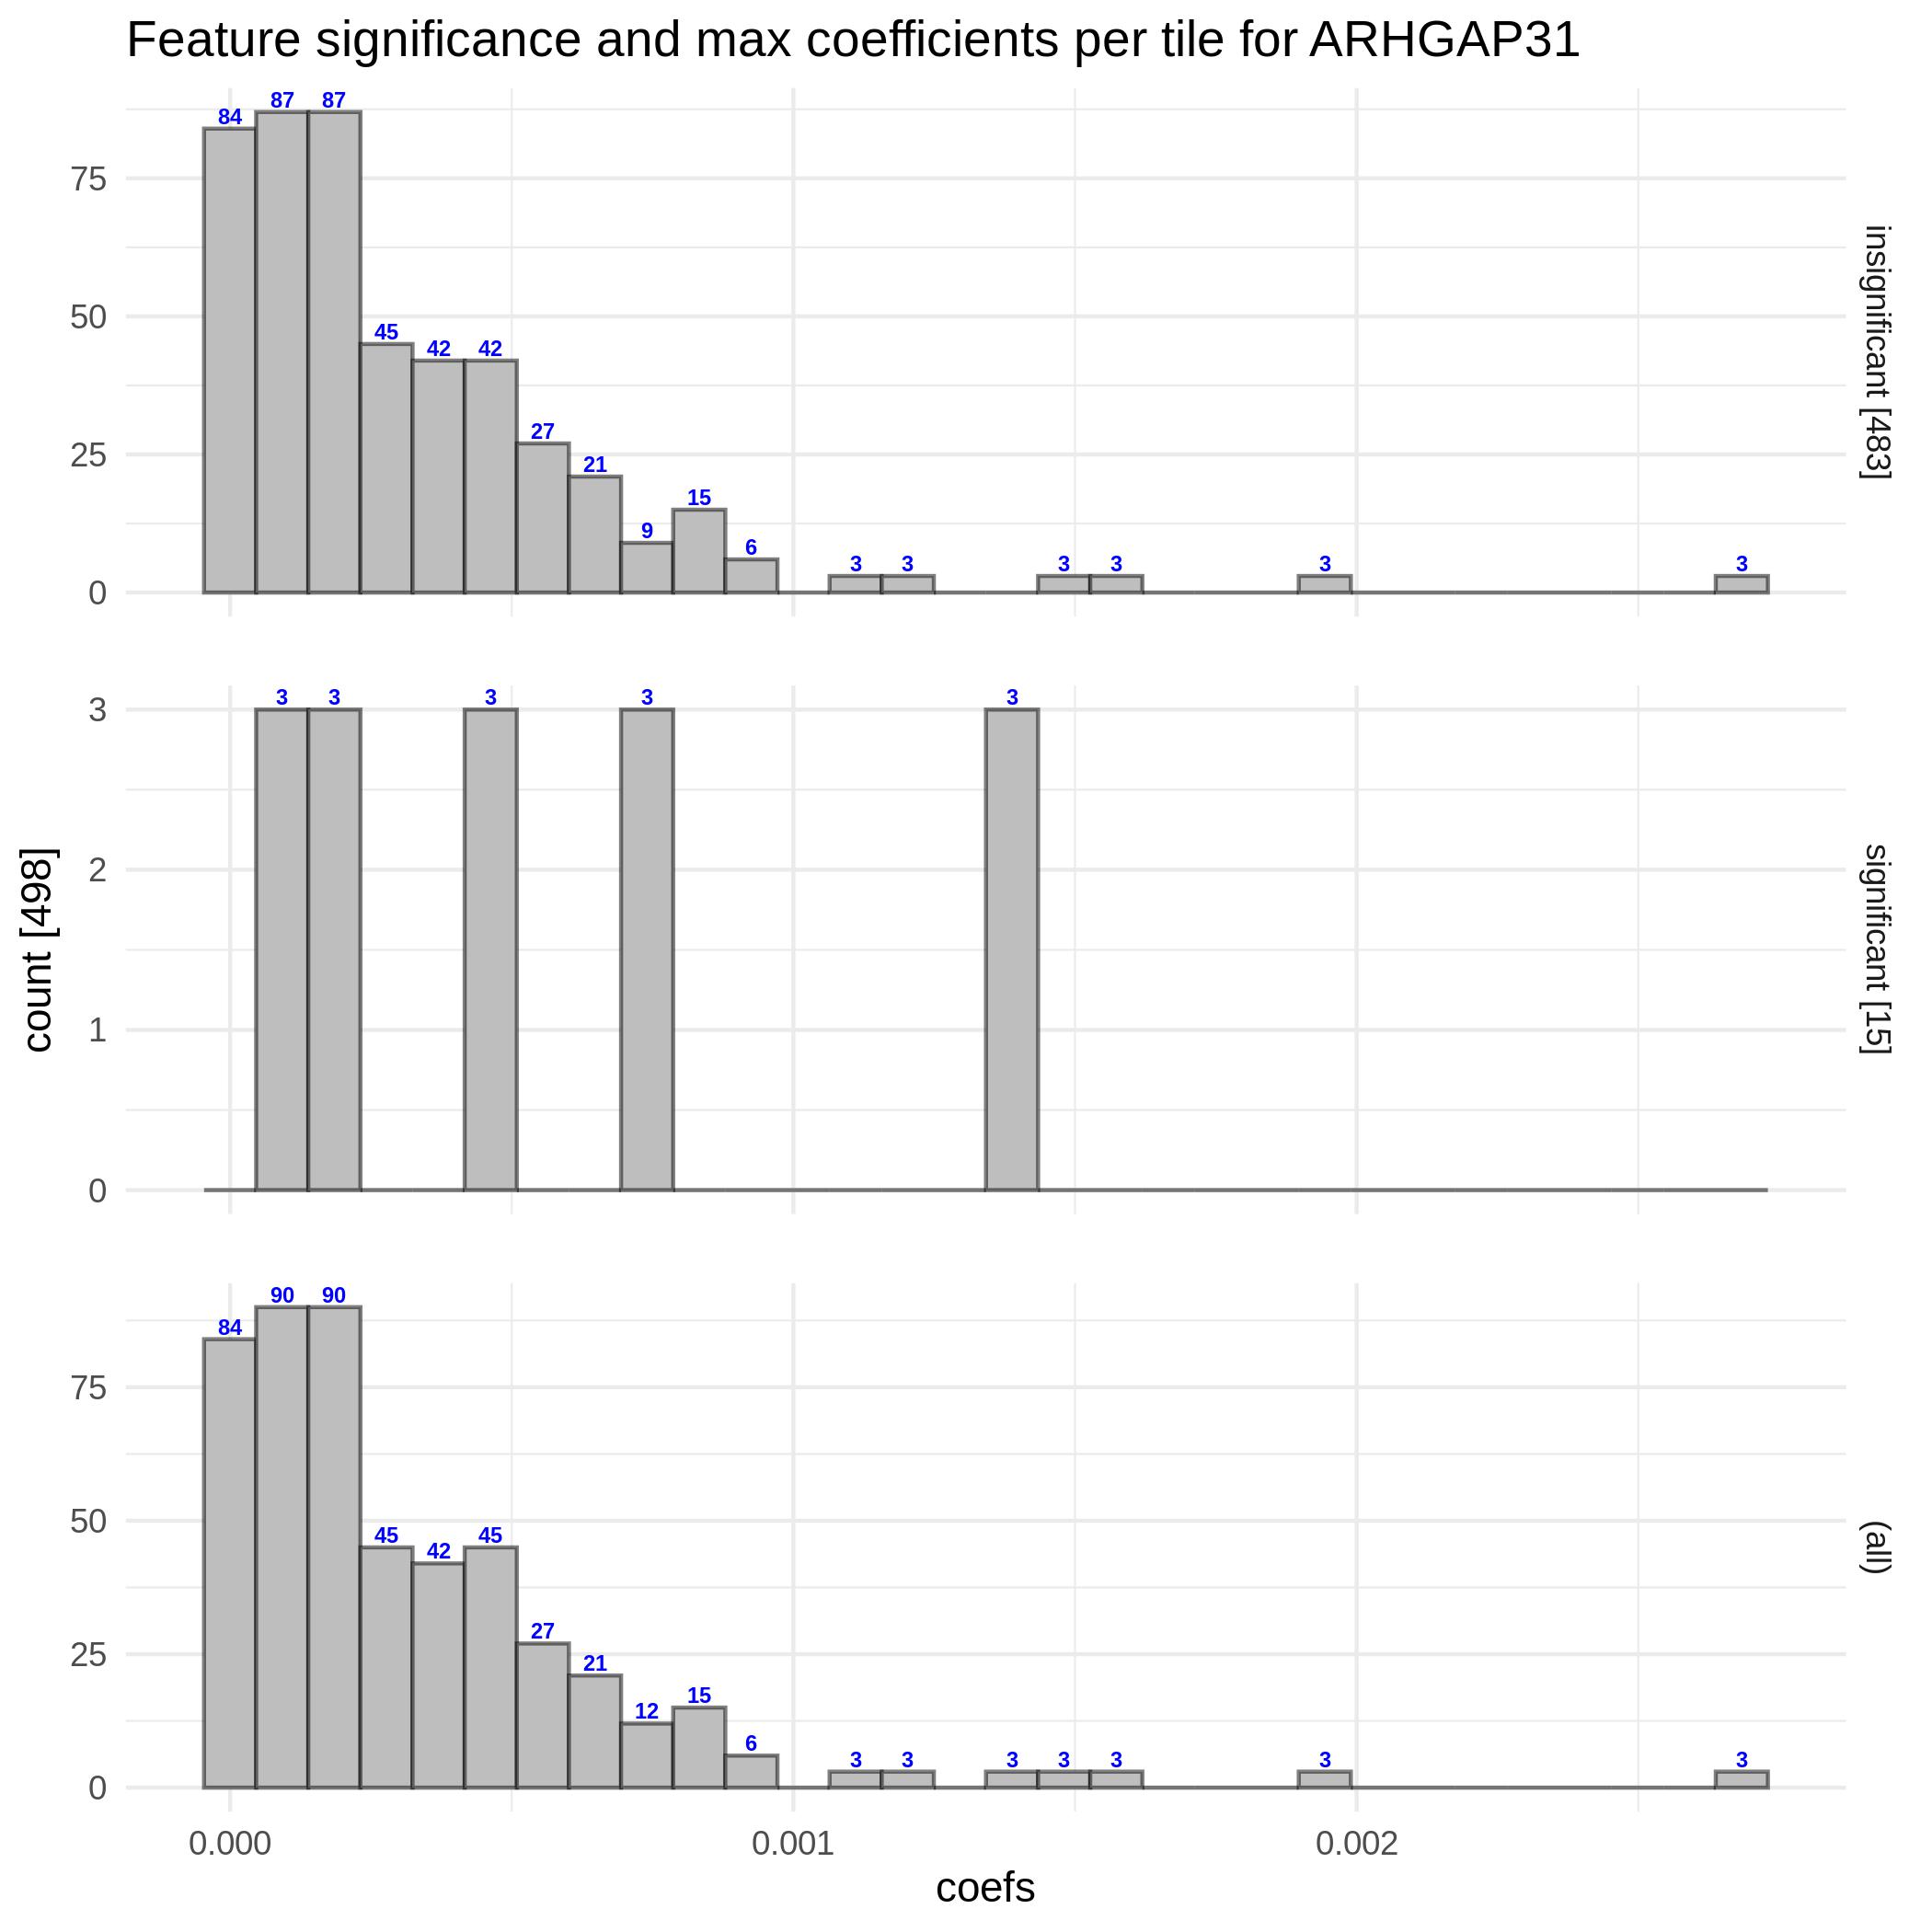 Feature significance and max coefficients per tile for ARHGAP31
84 87 87 45 42 42 27 21 9 15 6 3 3 3 3 3 3
75
50
25
0
insignificant [483]
3 3 3 3 3
3
2
1
0
significant [15]
count [498]
84 90 90 45 42 45 27 21 12 15 6 3 3 3 3 3 3 3
75
50
25
0
(all)
0.000 0.001 0.002
coefs